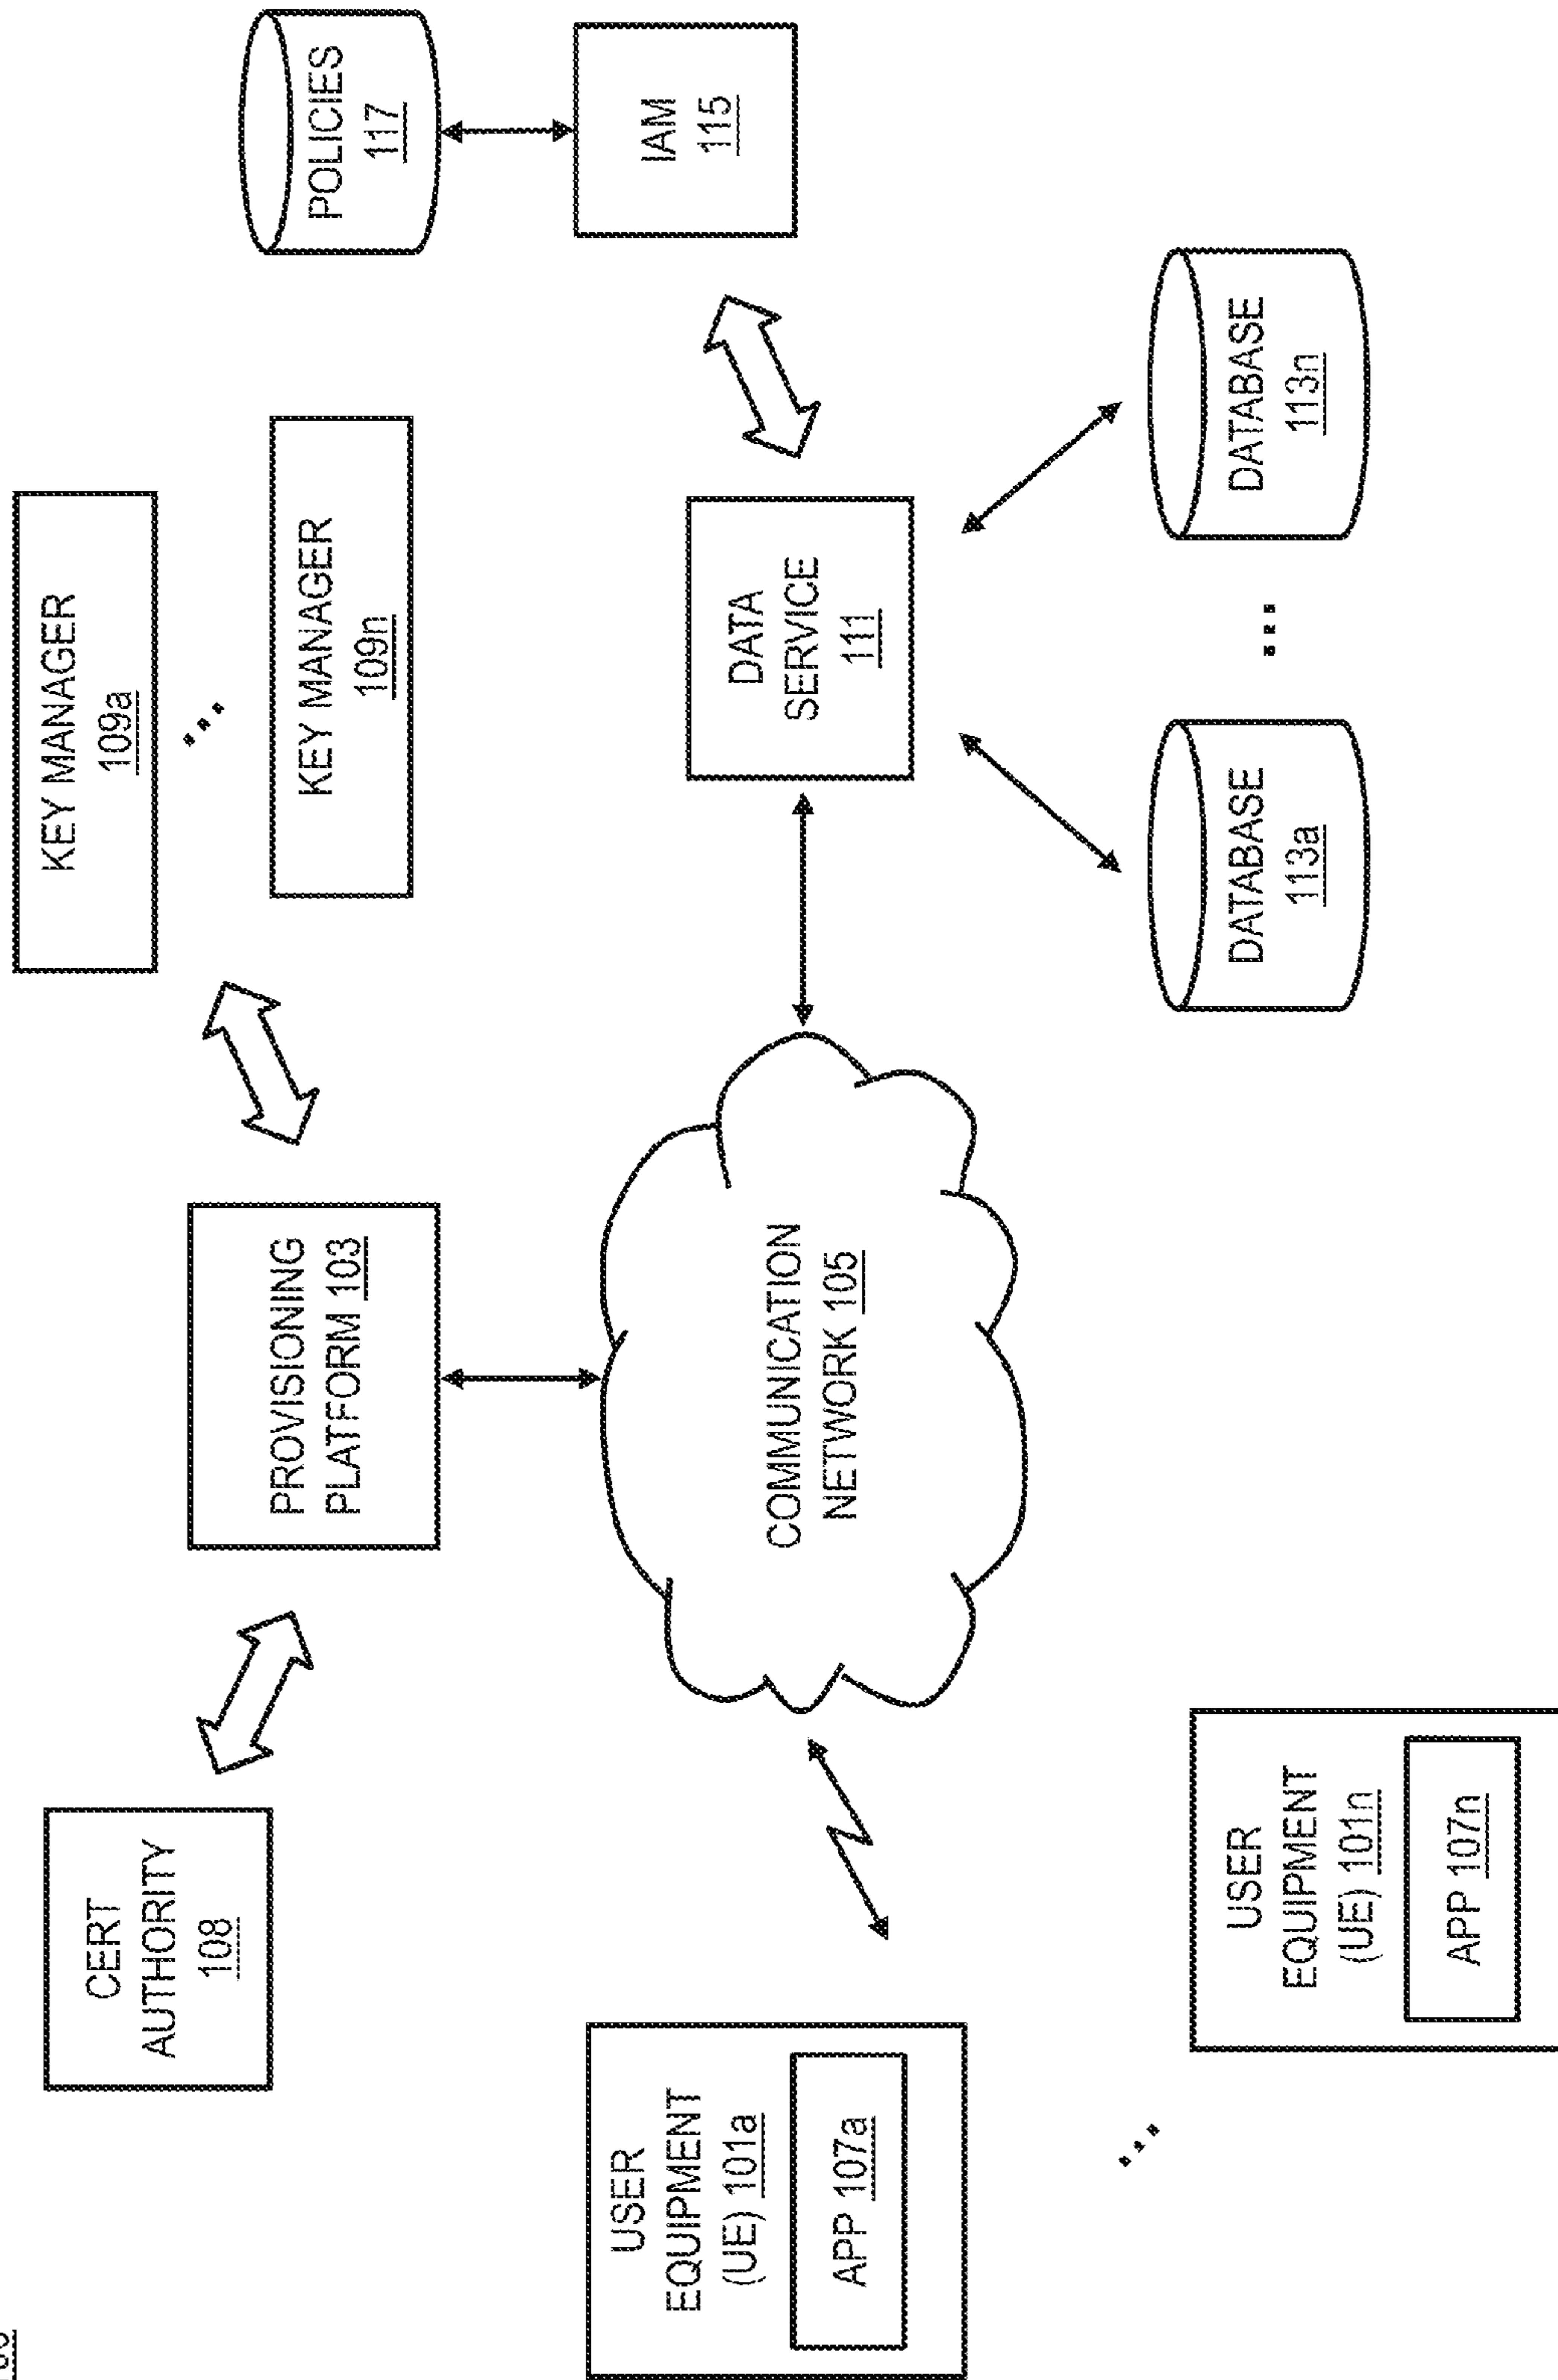 KEY MANAGER
109a
CERT
AUTHORITY
108
PROVISIONING
PLATFORM 103
KEY MANAGER
109n
POLICIES
117
USER
EQUIPMENT
(UE) 101a
APP 107a
COMMUNICATION
NETWORK 105
DATA
SERVICE
111
IAM
115
USER
EQUIPMENT
(UE) 101n
APP 107n
DATABASE
113a
DATABASE
113n